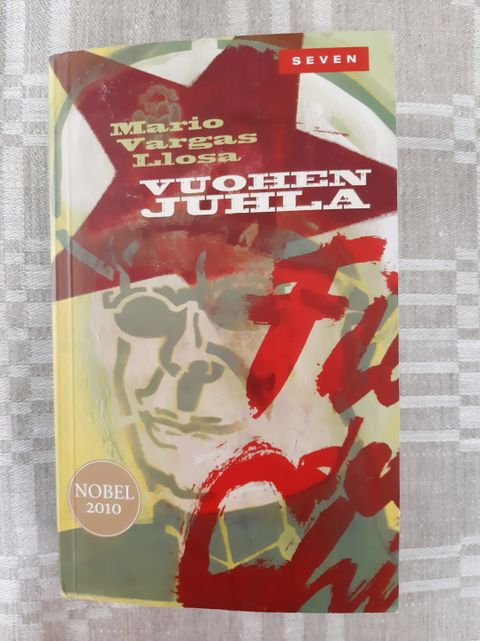 SEVEN
Mario
Vargas
Llosa
VUOHEN
JUHLA
NOBEL
2010